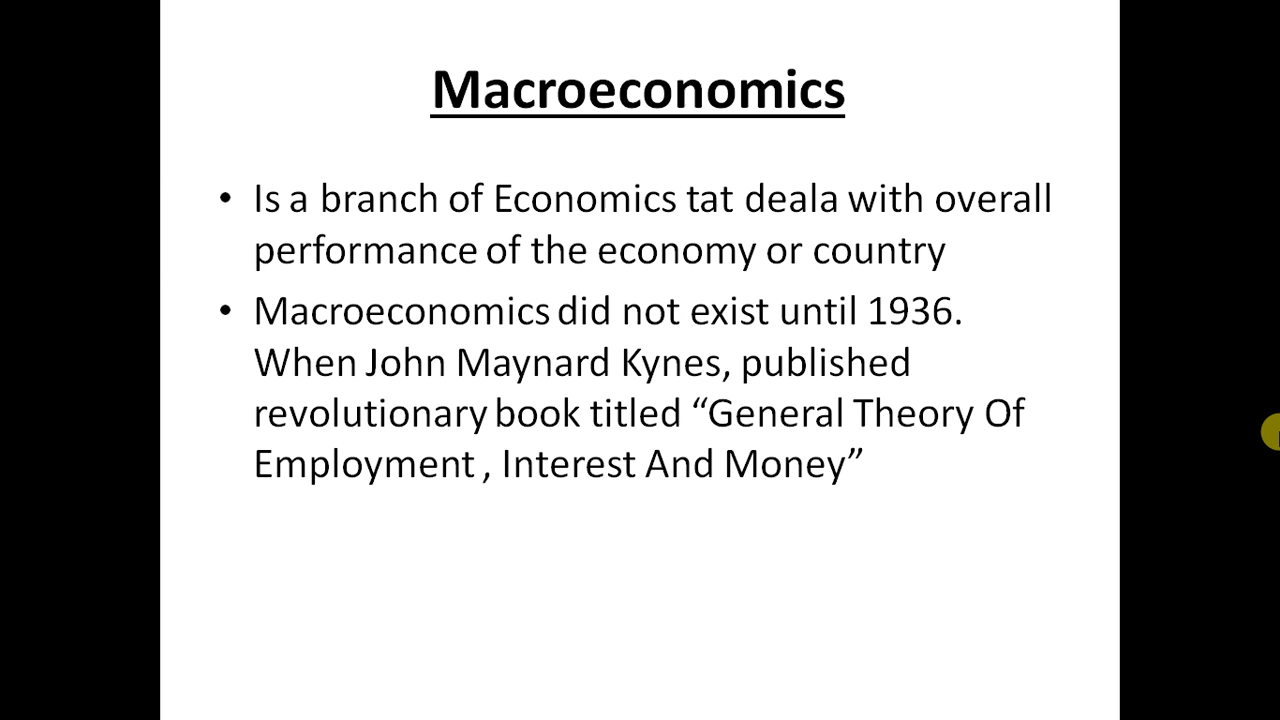 Macroeconomics
• Is a branch of Economics tat deala with overall
performance of the economy or country
• Macroeconomics did not exist until 1936.
When John Maynard Kynes, published
revolutionary book titled “General Theory Of
Employment , Interest And Money”